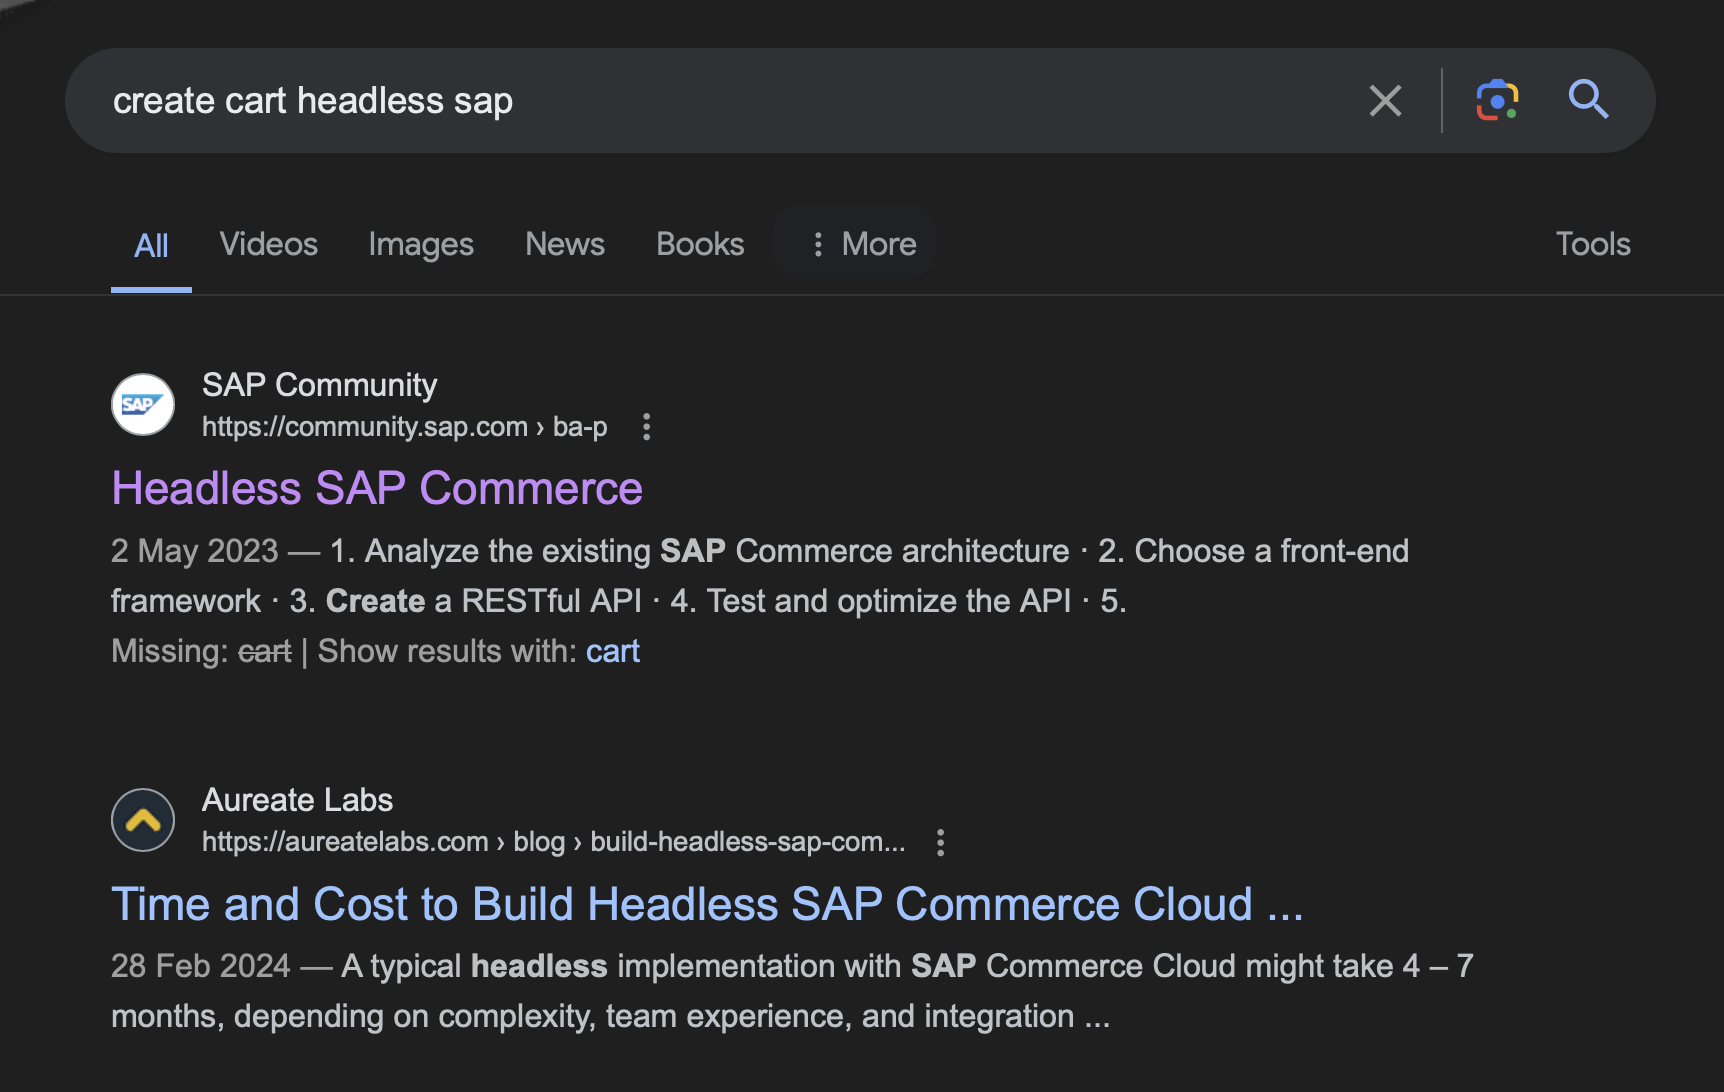 create cart headless sap
All Videos Images News Books More Tools
SAP
SAP Community
https://community.sap.com › ba-p
Headless SAP Commerce
2 May 2023 — 1. Analyze the existing SAP Commerce architecture · 2. Choose a front-end
framework · 3. Create a RESTful API · 4. Test and optimize the API · 5.
Missing: cart | Show results with: cart
Aureate Labs
https://aureatelabs.com › blog › build-headless-sap-com...
Time and Cost to Build Headless SAP Commerce Cloud ...
28 Feb 2024 — A typical headless implementation with SAP Commerce Cloud might take 4 – 7
months, depending on complexity, team experience, and integration ...